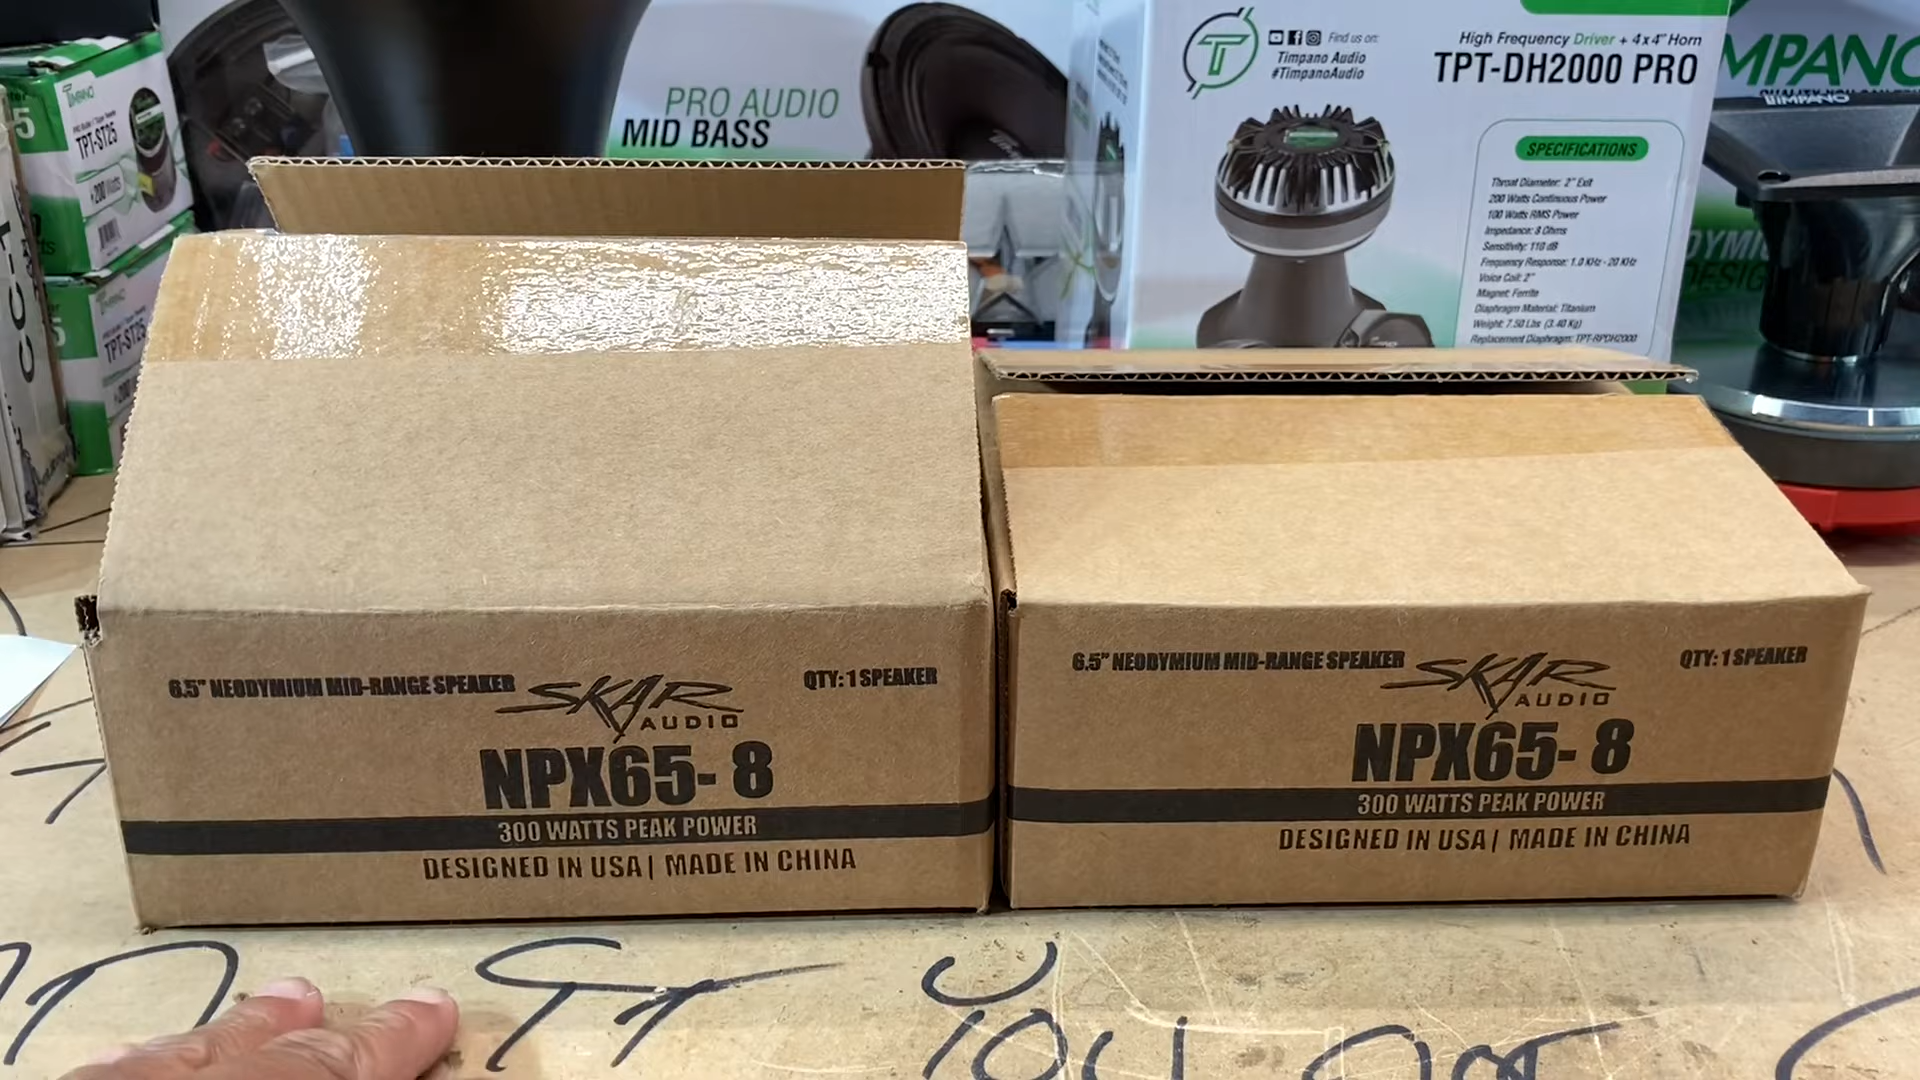 TIMPANO
TPT-ST25
200 Watts
TPT-ST25
PRO AUDIO
MID BASS
Find us on:
Timpano Audio
#TimpanoAudio
High Frequency Driver + 4x4" Horn
TPT-DH2000 PRO
SPECIFICATIONS
Throat Diameter: 2" Exit
200 Watts Continuous Power
100 Watts RMS Power
Impedance: 8 Ohms
Sensitivity: 110 dB
Frequency Response: 1.0 KHz - 20 KHz
Voice Coil: 2"
Magnet: Ferrite
Diaphragm Material: Titanium
Weight: 7.50 Lbs (3.40 Kg)
Replacement Diaphragm: TPT-RPDH2000
MPANO
TIMPANO
6.5" NEODYMIUM MID-RANGE SPEAKER
SKAR
AUDIO
QTY: 1 SPEAKER
NPX65- 8
300 WATTS PEAK POWER
DESIGNED IN USA | MADE IN CHINA
6.5" NEODYMIUM MID-RANGE SPEAKER
SKAR
AUDIO
QTY: 1 SPEAKER
NPX65- 8
300 WATTS PEAK POWER
DESIGNED IN USA | MADE IN CHINA